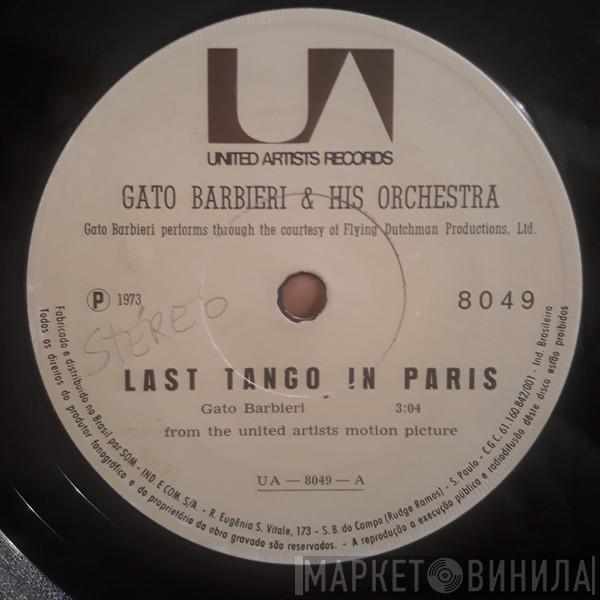 UA
UNITED ARTISTS RECORDS
GATO BARBIERI & HIS ORCHESTRA
Gato Barbieri performs through the courtesy of Flying Dutchman Productions, Ltd.
P 1973
8049
STÉREO
LAST TANGO IN PARIS
Gato Barbieri 3:04
from the united artists motion picture
UA — 8049 — A
Fabricado e distribuido no Brasil por SOM - IND. E COM. S/A. - R. Eugênia S. Vitale, 173 - S. B. do Campo (Rudge Ramos) - S. Paulo - C.G.C. 61.160.842/001 - Ind. Brasileira
Todos os direitos do produtor fonográfico e do proprietário da obra gravada são reservados. - A reprodução a execução pública e radiodifusão dêste disco estão proibidas
МАРКЕТ ВИНИЛА